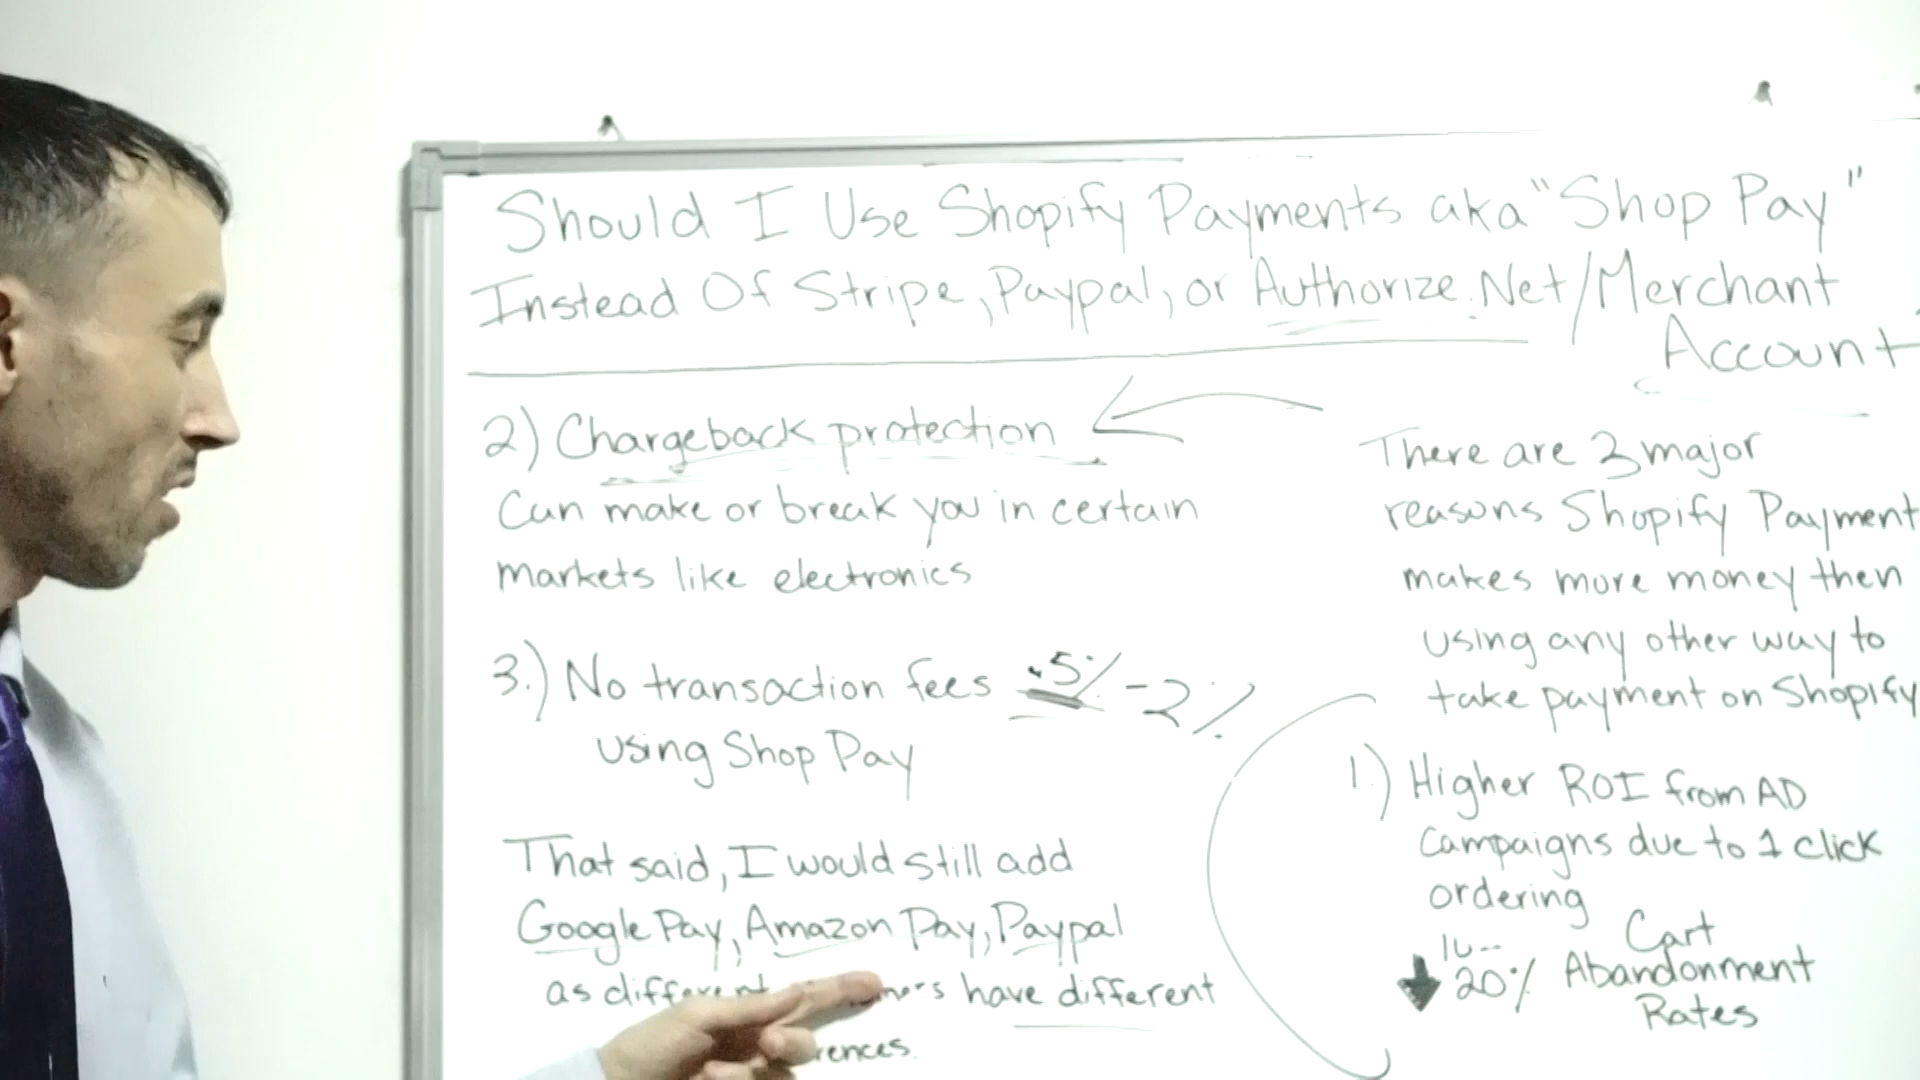 Should I Use Shopify Payments aka "Shop Pay"
Instead Of Stripe, Paypal, or Authorize.Net/Merchant
Account
There are 3 major
reasons Shopify Payment
makes more money then
using any other way to
take payment on Shopify
1.) Higher ROI from AD
Campaigns due to 1 click
ordering
10--
20% Cart
Abandonment
Rates
2) Chargeback protection
Can make or break you in certain
markets like electronics
3.) No transaction fees .5% - 2%
using Shop Pay
That said, I would still add
Google Pay, Amazon Pay, Paypal
as different have different